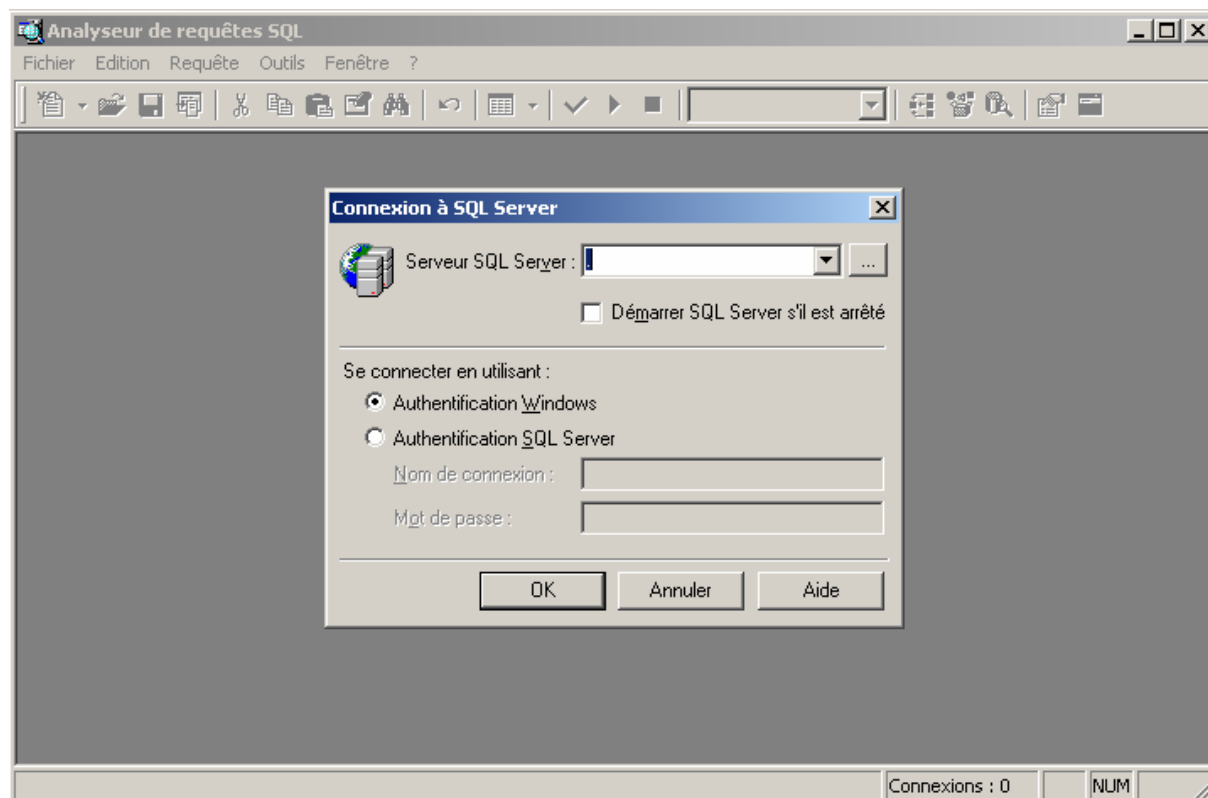 Analyseur de requêtes SQL
Fichier Edition Requête Outils Fenêtre ?
Connexion à SQL Server
Serveur SQL Server : .
...
Démarrer SQL Server s'il est arrêté
Se connecter en utilisant :
Authentification Windows
Authentification SQL Server
Nom de connexion :
Mot de passe :
OK Annuler Aide
Connexions : 0 NUM